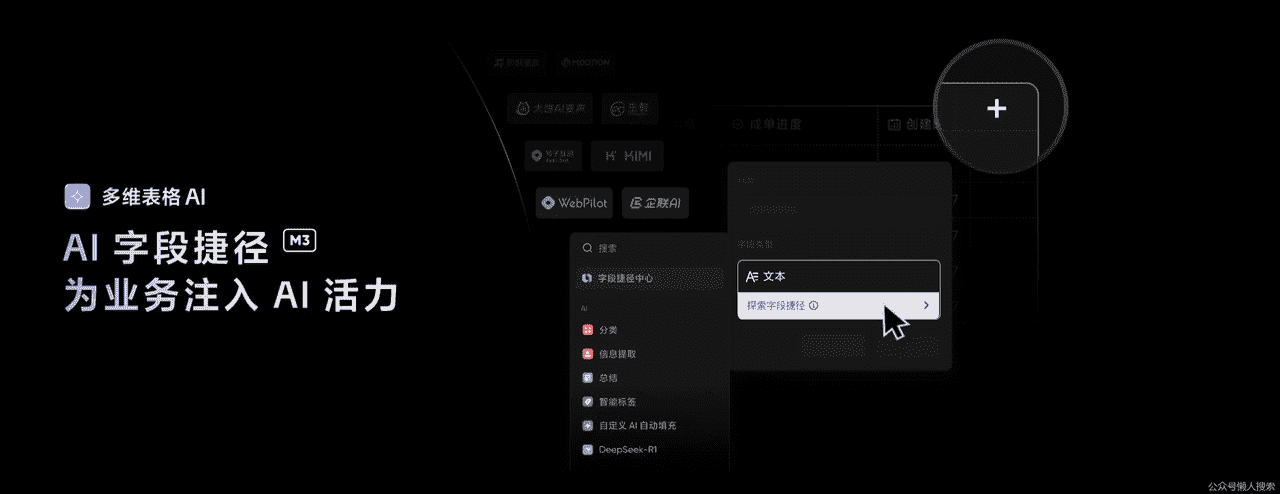 多维表格 AI
AI 字段捷径 M3
为业务注入 AI 活力
MOOTION
KIMI
WebPilot
企联AI
成单进度
创建
搜索
字段捷径中心
AI
分类
信息提取
总结
智能标签
自定义 AI 自动填充
DeepSeek-R1
字段类型
文本
探索字段捷径
公众号懒人搜索